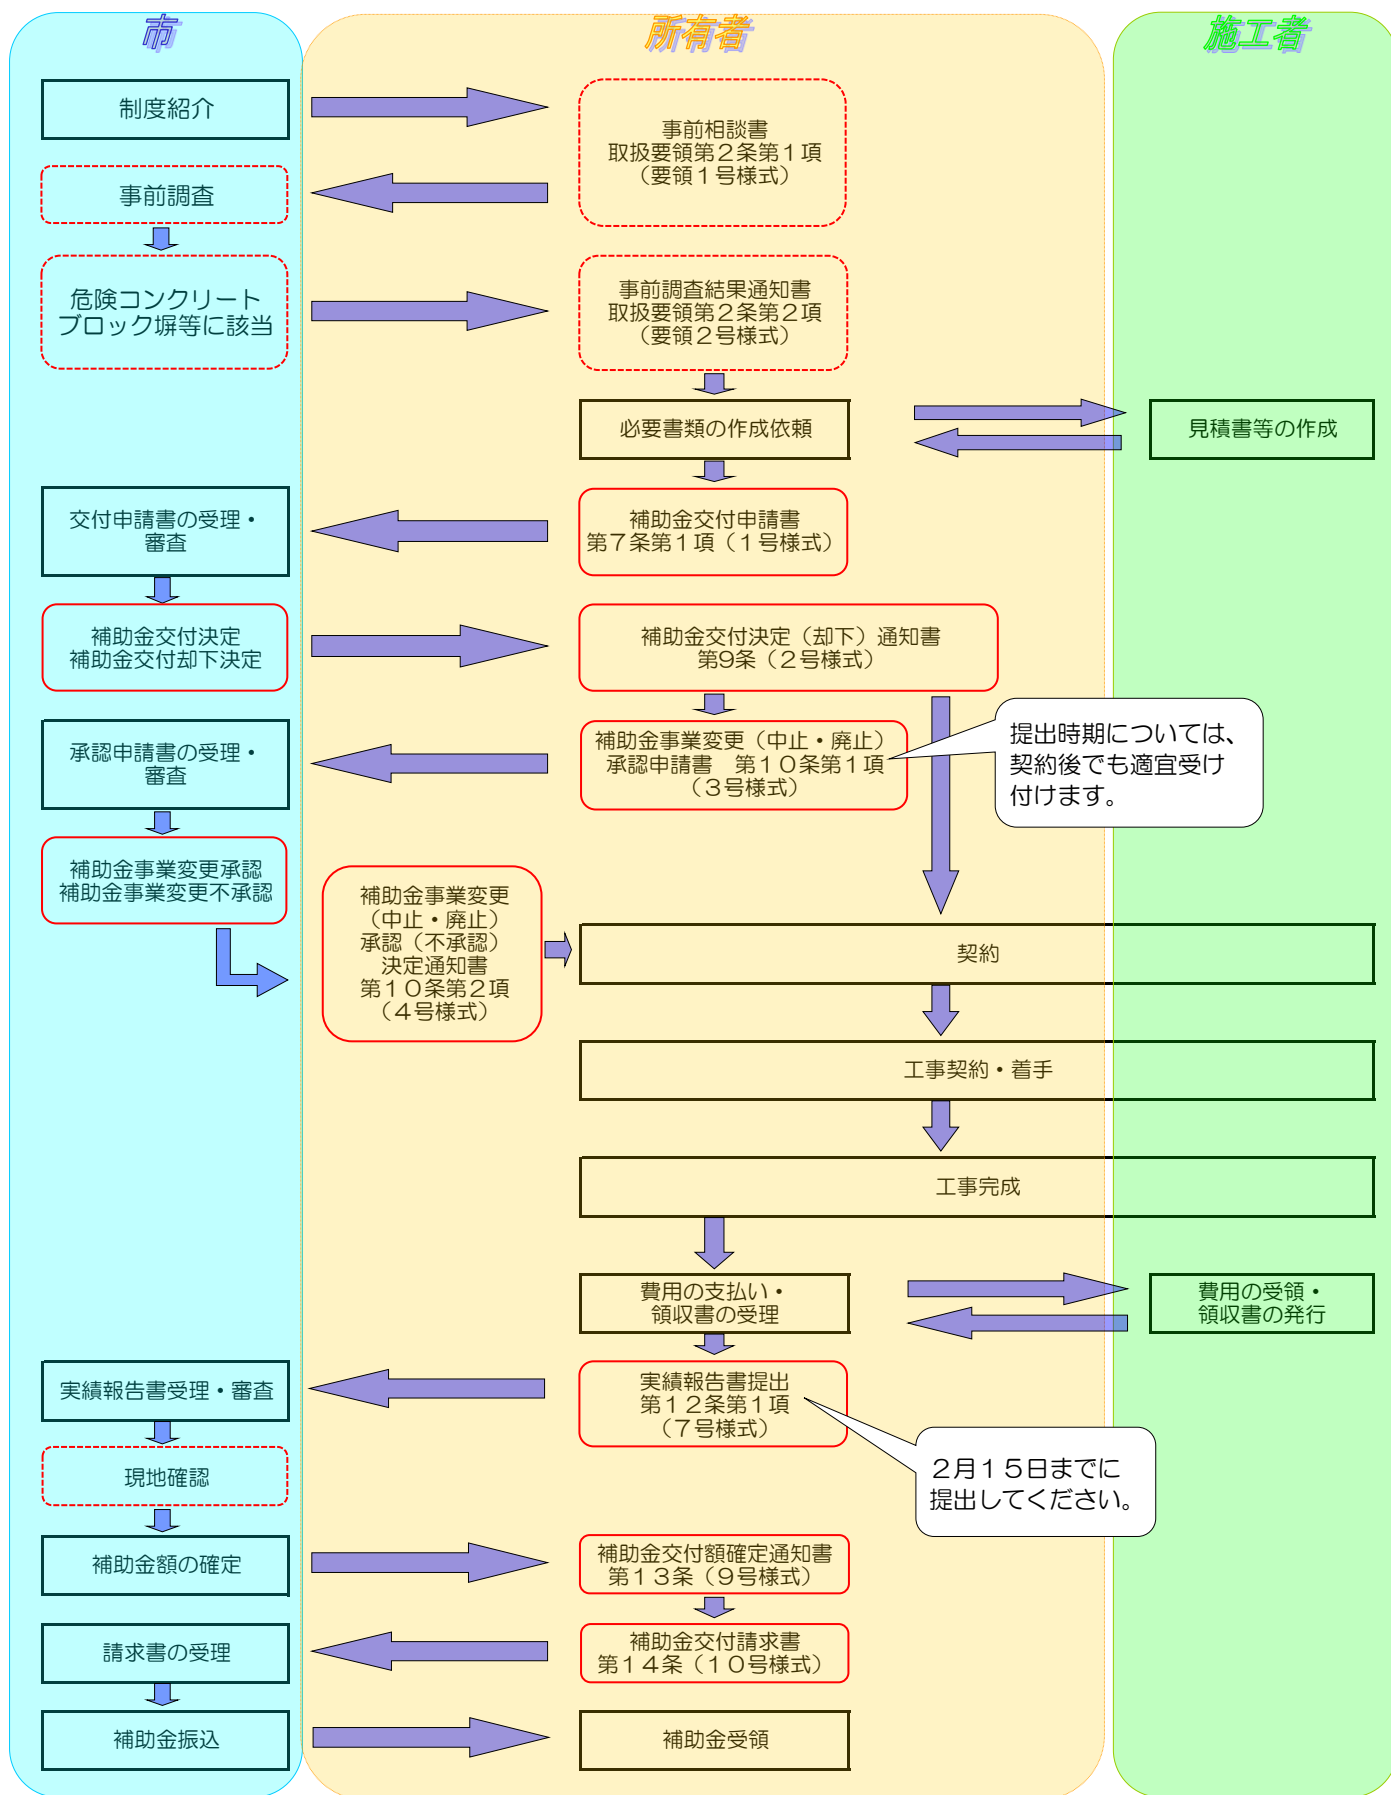 市
所有者
施工者
制度紹介
事前相談書
取扱要領第２条第１項
（要領１号様式）
事前調査
危険コンクリート
ブロック塀等に該当
事前調査結果通知書
取扱要領第２条第２項
（要領２号様式）
必要書類の作成依頼
見積書等の作成
交付申請書の受理・
審査
補助金交付申請書
第７条第１項（１号様式）
補助金交付決定
補助金交付却下決定
補助金交付決定（却下）通知書
第９条（２号様式）
承認申請書の受理・
審査
補助金事業変更（中止・廃止）
承認申請書　第１０条第１項
（３号様式）
提出時期については、
契約後でも適宜受け
付けます。
補助金事業変更承認
補助金事業変更不承認
補助金事業変更
（中止・廃止）
承認（不承認）
決定通知書
第１０条第２項
（４号様式）
契約
工事契約・着手
工事完成
費用の支払い・
領収書の受理
費用の受領・
領収書の発行
実績報告書受理・審査
実績報告書提出
第１２条第１項
（７号様式）
２月１５日までに
提出してください。
現地確認
補助金額の確定
補助金交付額確定通知書
第１３条（９号様式）
請求書の受理
補助金交付請求書
第１４条（１０号様式）
補助金振込
補助金受領